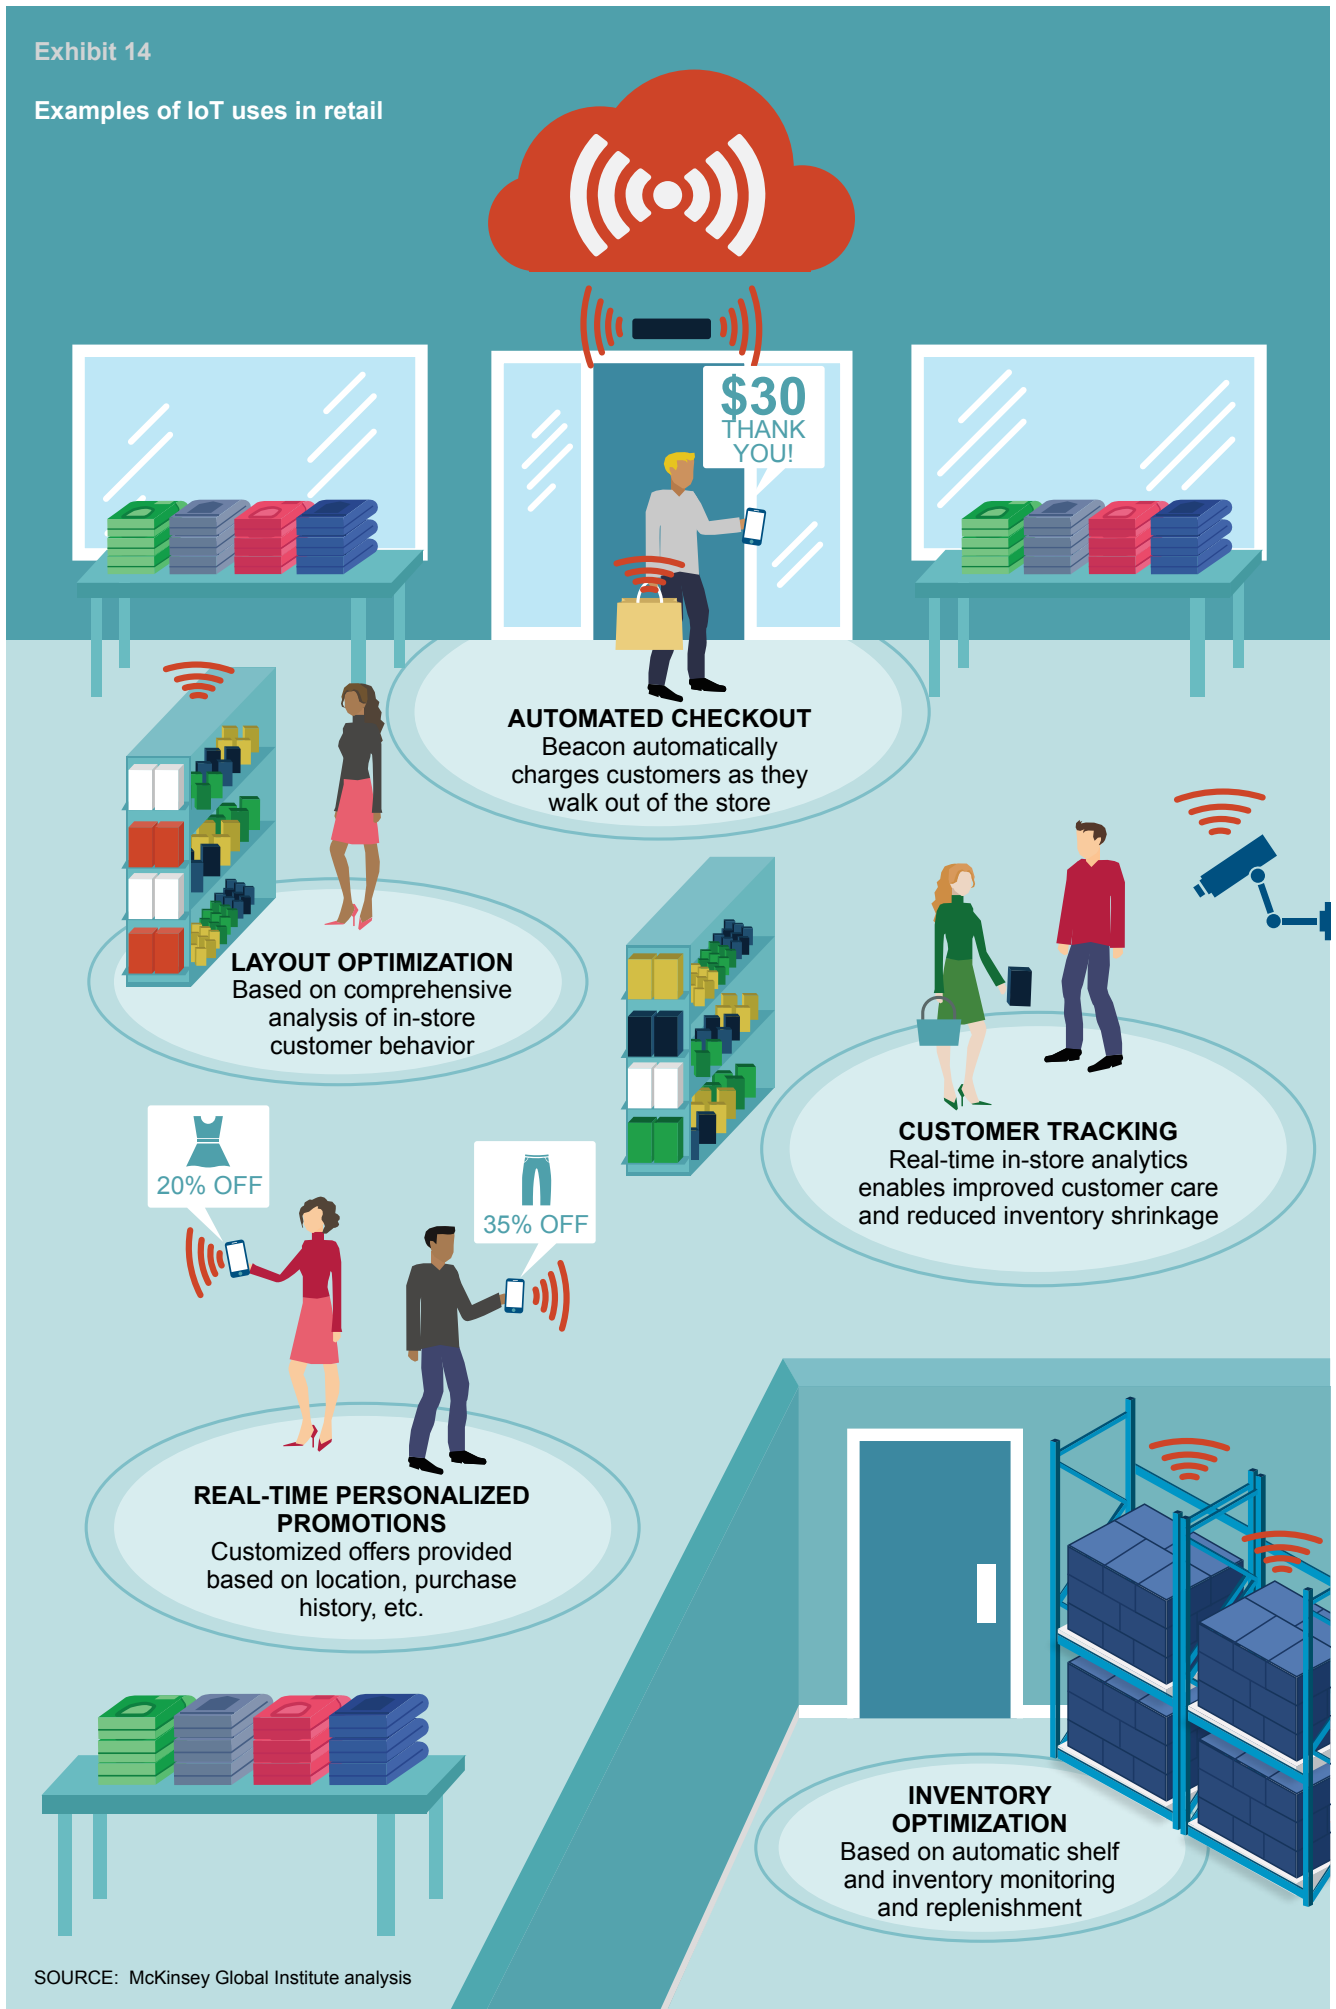 Exhibit 14
Examples of IoT uses in retail
$30
THANK
YOU!
AUTOMATED CHECKOUT
Beacon automatically
charges customers as they
walk out of the store
LAYOUT OPTIMIZATION
Based on comprehensive
analysis of in-store
customer behavior
CUSTOMER TRACKING
Real-time in-store analytics
enables improved customer care
and reduced inventory shrinkage
20% OFF
35% OFF
REAL-TIME PERSONALIZED
PROMOTIONS
Customized offers provided
based on location, purchase
history, etc.
INVENTORY
OPTIMIZATION
Based on automatic shelf
and inventory monitoring
and replenishment
SOURCE: McKinsey Global Institute analysis